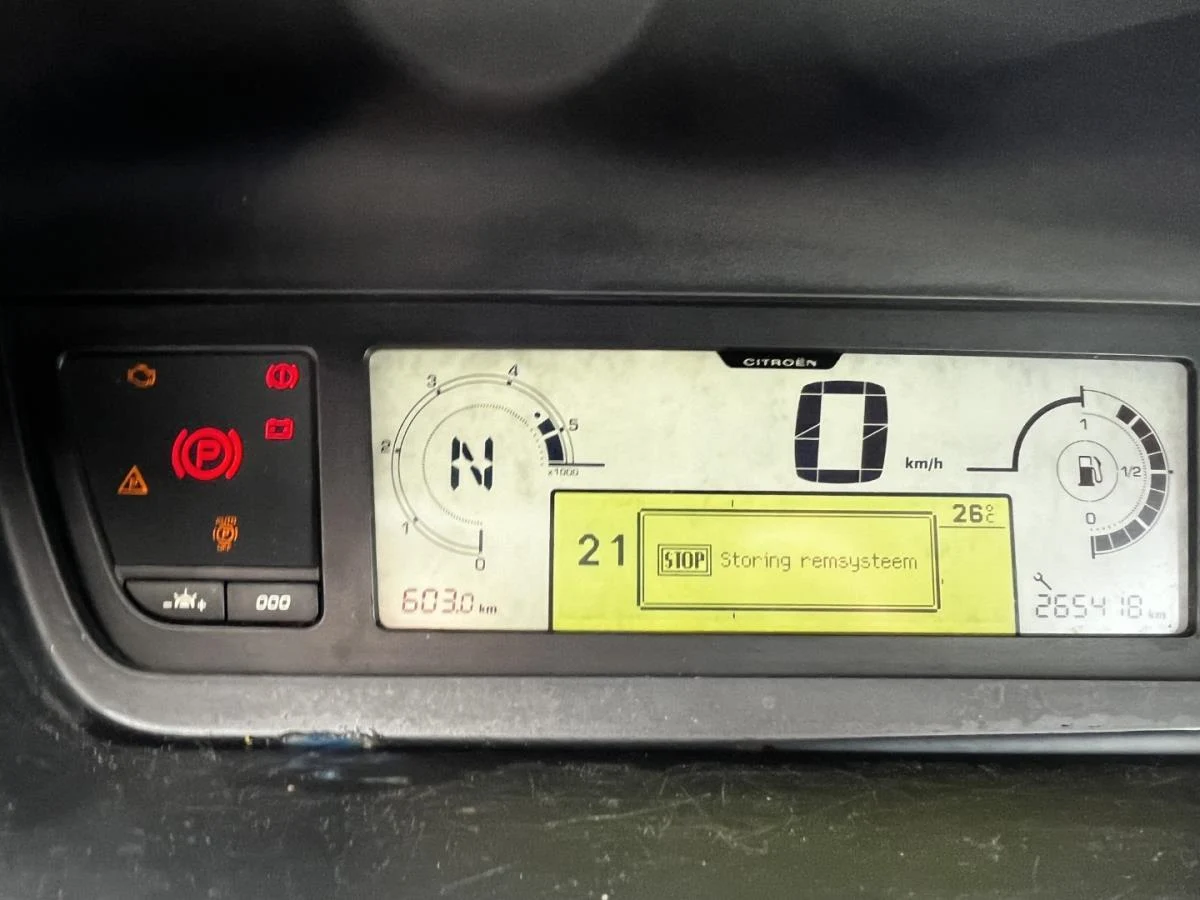 CITROËN
4
3
5
2
x1000
1
0
N
0
km/h
1
1/2
0
P
AUTO
P
OFF
21
STOP Storing remsysteem
26°C
603.0 km
265418 km
000